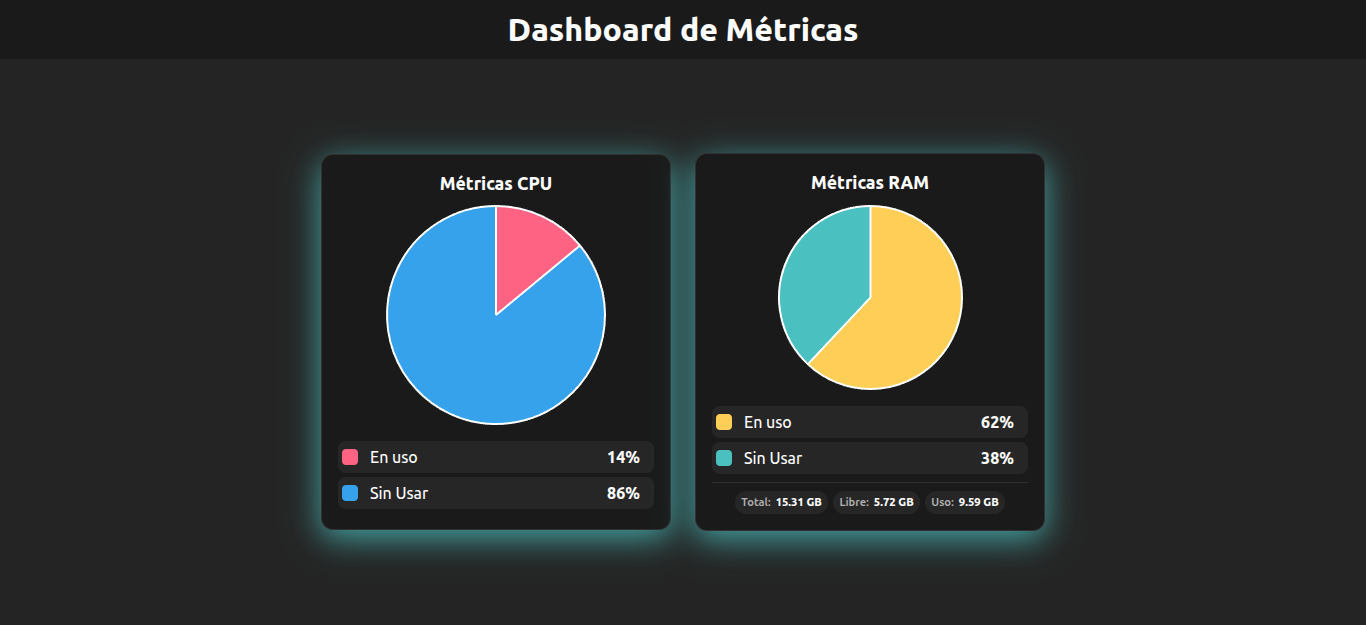 Dashboard de Métricas
Métricas CPU
En uso 14%
Sin Usar 86%
Métricas RAM
En uso 62%
Sin Usar 38%
Total: 15.31 GB Libre: 5.72 GB Uso: 9.59 GB